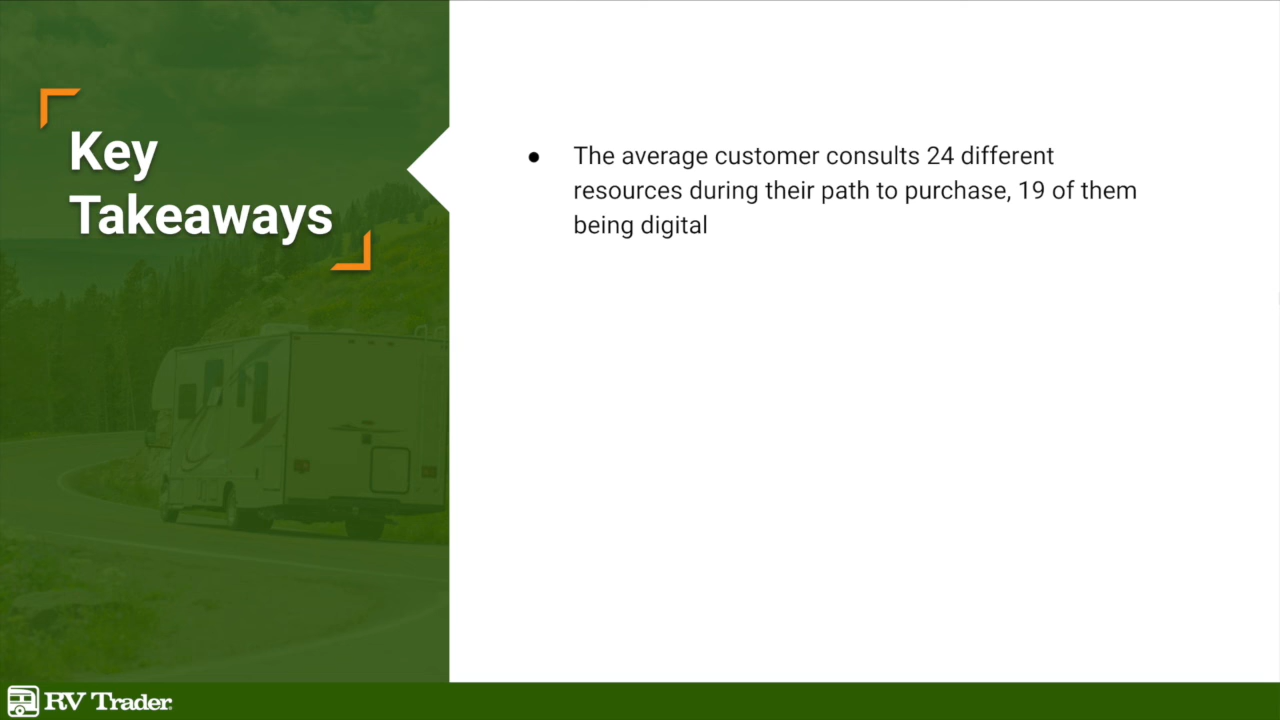 Key
Takeaways
● The average customer consults 24 different
resources during their path to purchase, 19 of them
being digital
RV Trader